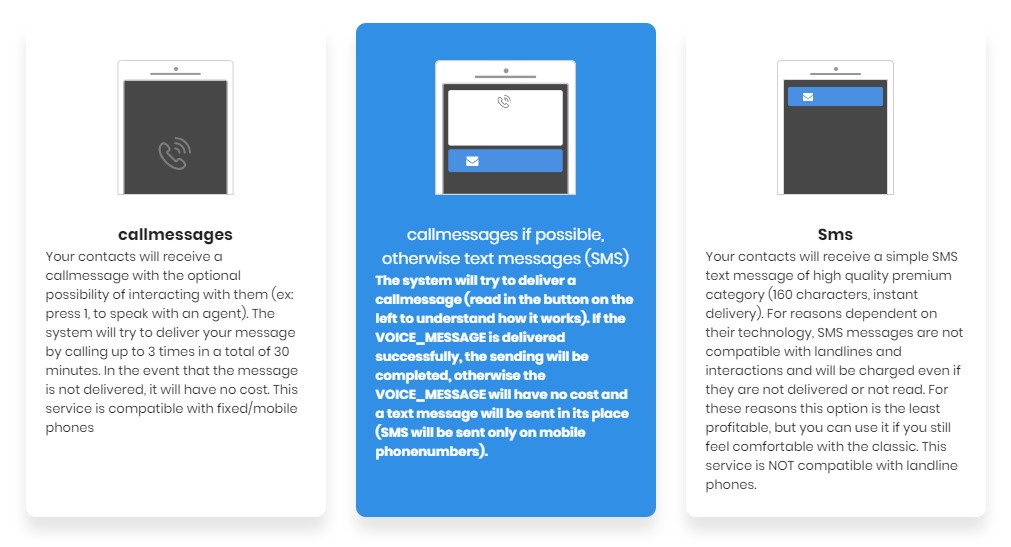 callmessages
Your contacts will receive a
callmessage with the optional
possibility of interacting with them (ex:
press 1, to speak with an agent). The
system will try to deliver your message
by calling up to 3 times in a total of 30
minutes. In the event that the message
is not delivered, it will have no cost. This
service is compatible with fixed/mobile
phones
callmessages if possible,
otherwise text messages (SMS)
The system will try to deliver a
callmessage (read in the button on the
left to understand how it works). If the
VOICE_MESSAGE is delivered
successfully, the sending will be
completed, otherwise the
VOICE_MESSAGE will have no cost and
a text message will be sent in its place
(SMS will be sent only on mobile
phonenumbers).
Sms
Your contacts will receive a simple SMS
text message of high quality premium
category (160 characters, instant
delivery). For reasons dependent on
their technology, SMS messages are not
compatible with landlines and
interactions and will be charged even if
they are not delivered or not read. For
these reasons this option is the least
profitable, but you can use it if you still
feel comfortable with the classic. This
service is NOT compatible with landline
phones.